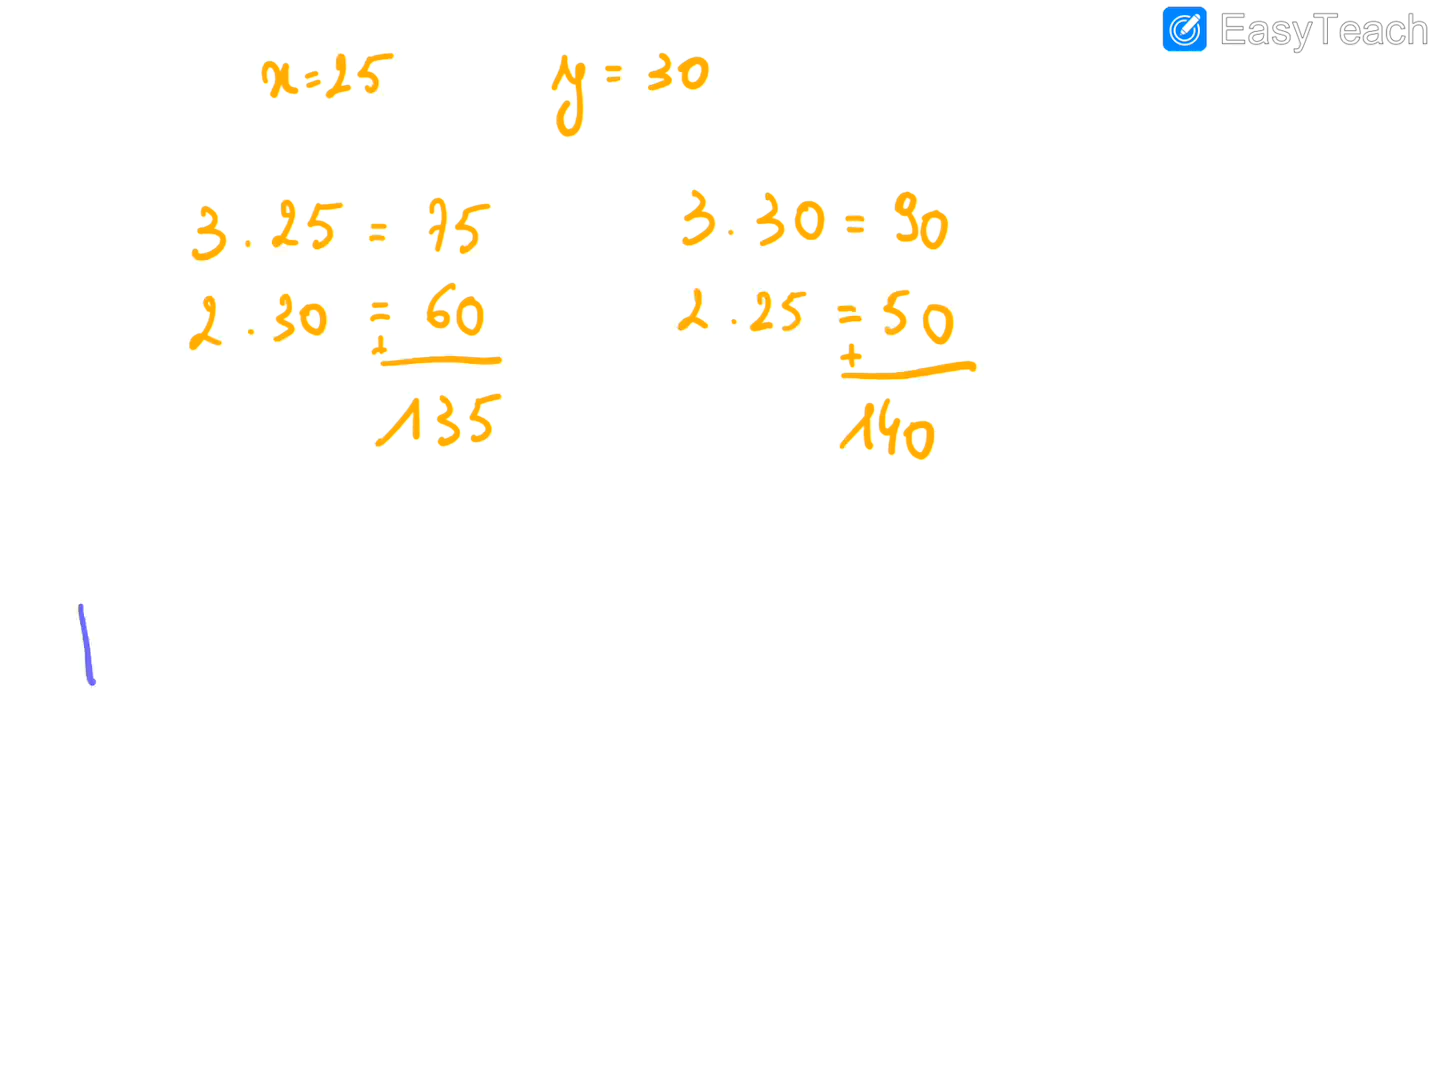 EasyTeach
x=25 y = 30
3 . 25 = 75 3 . 30 = 90
2 . 30 = 60 2 . 25 = 50
+ +
135 140